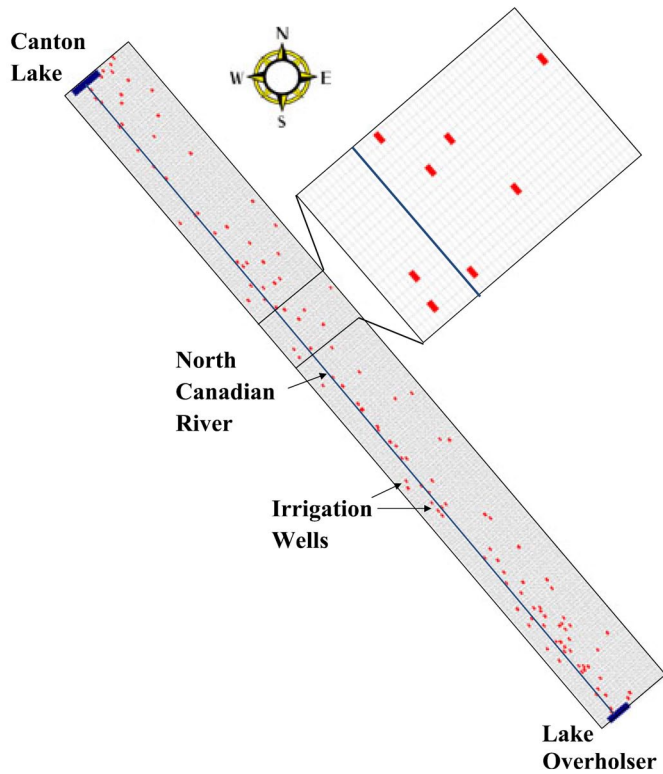 Canton
Lake
N
W
E
S
North
Canadian
River
Irrigation
Wells
Lake
Overholser